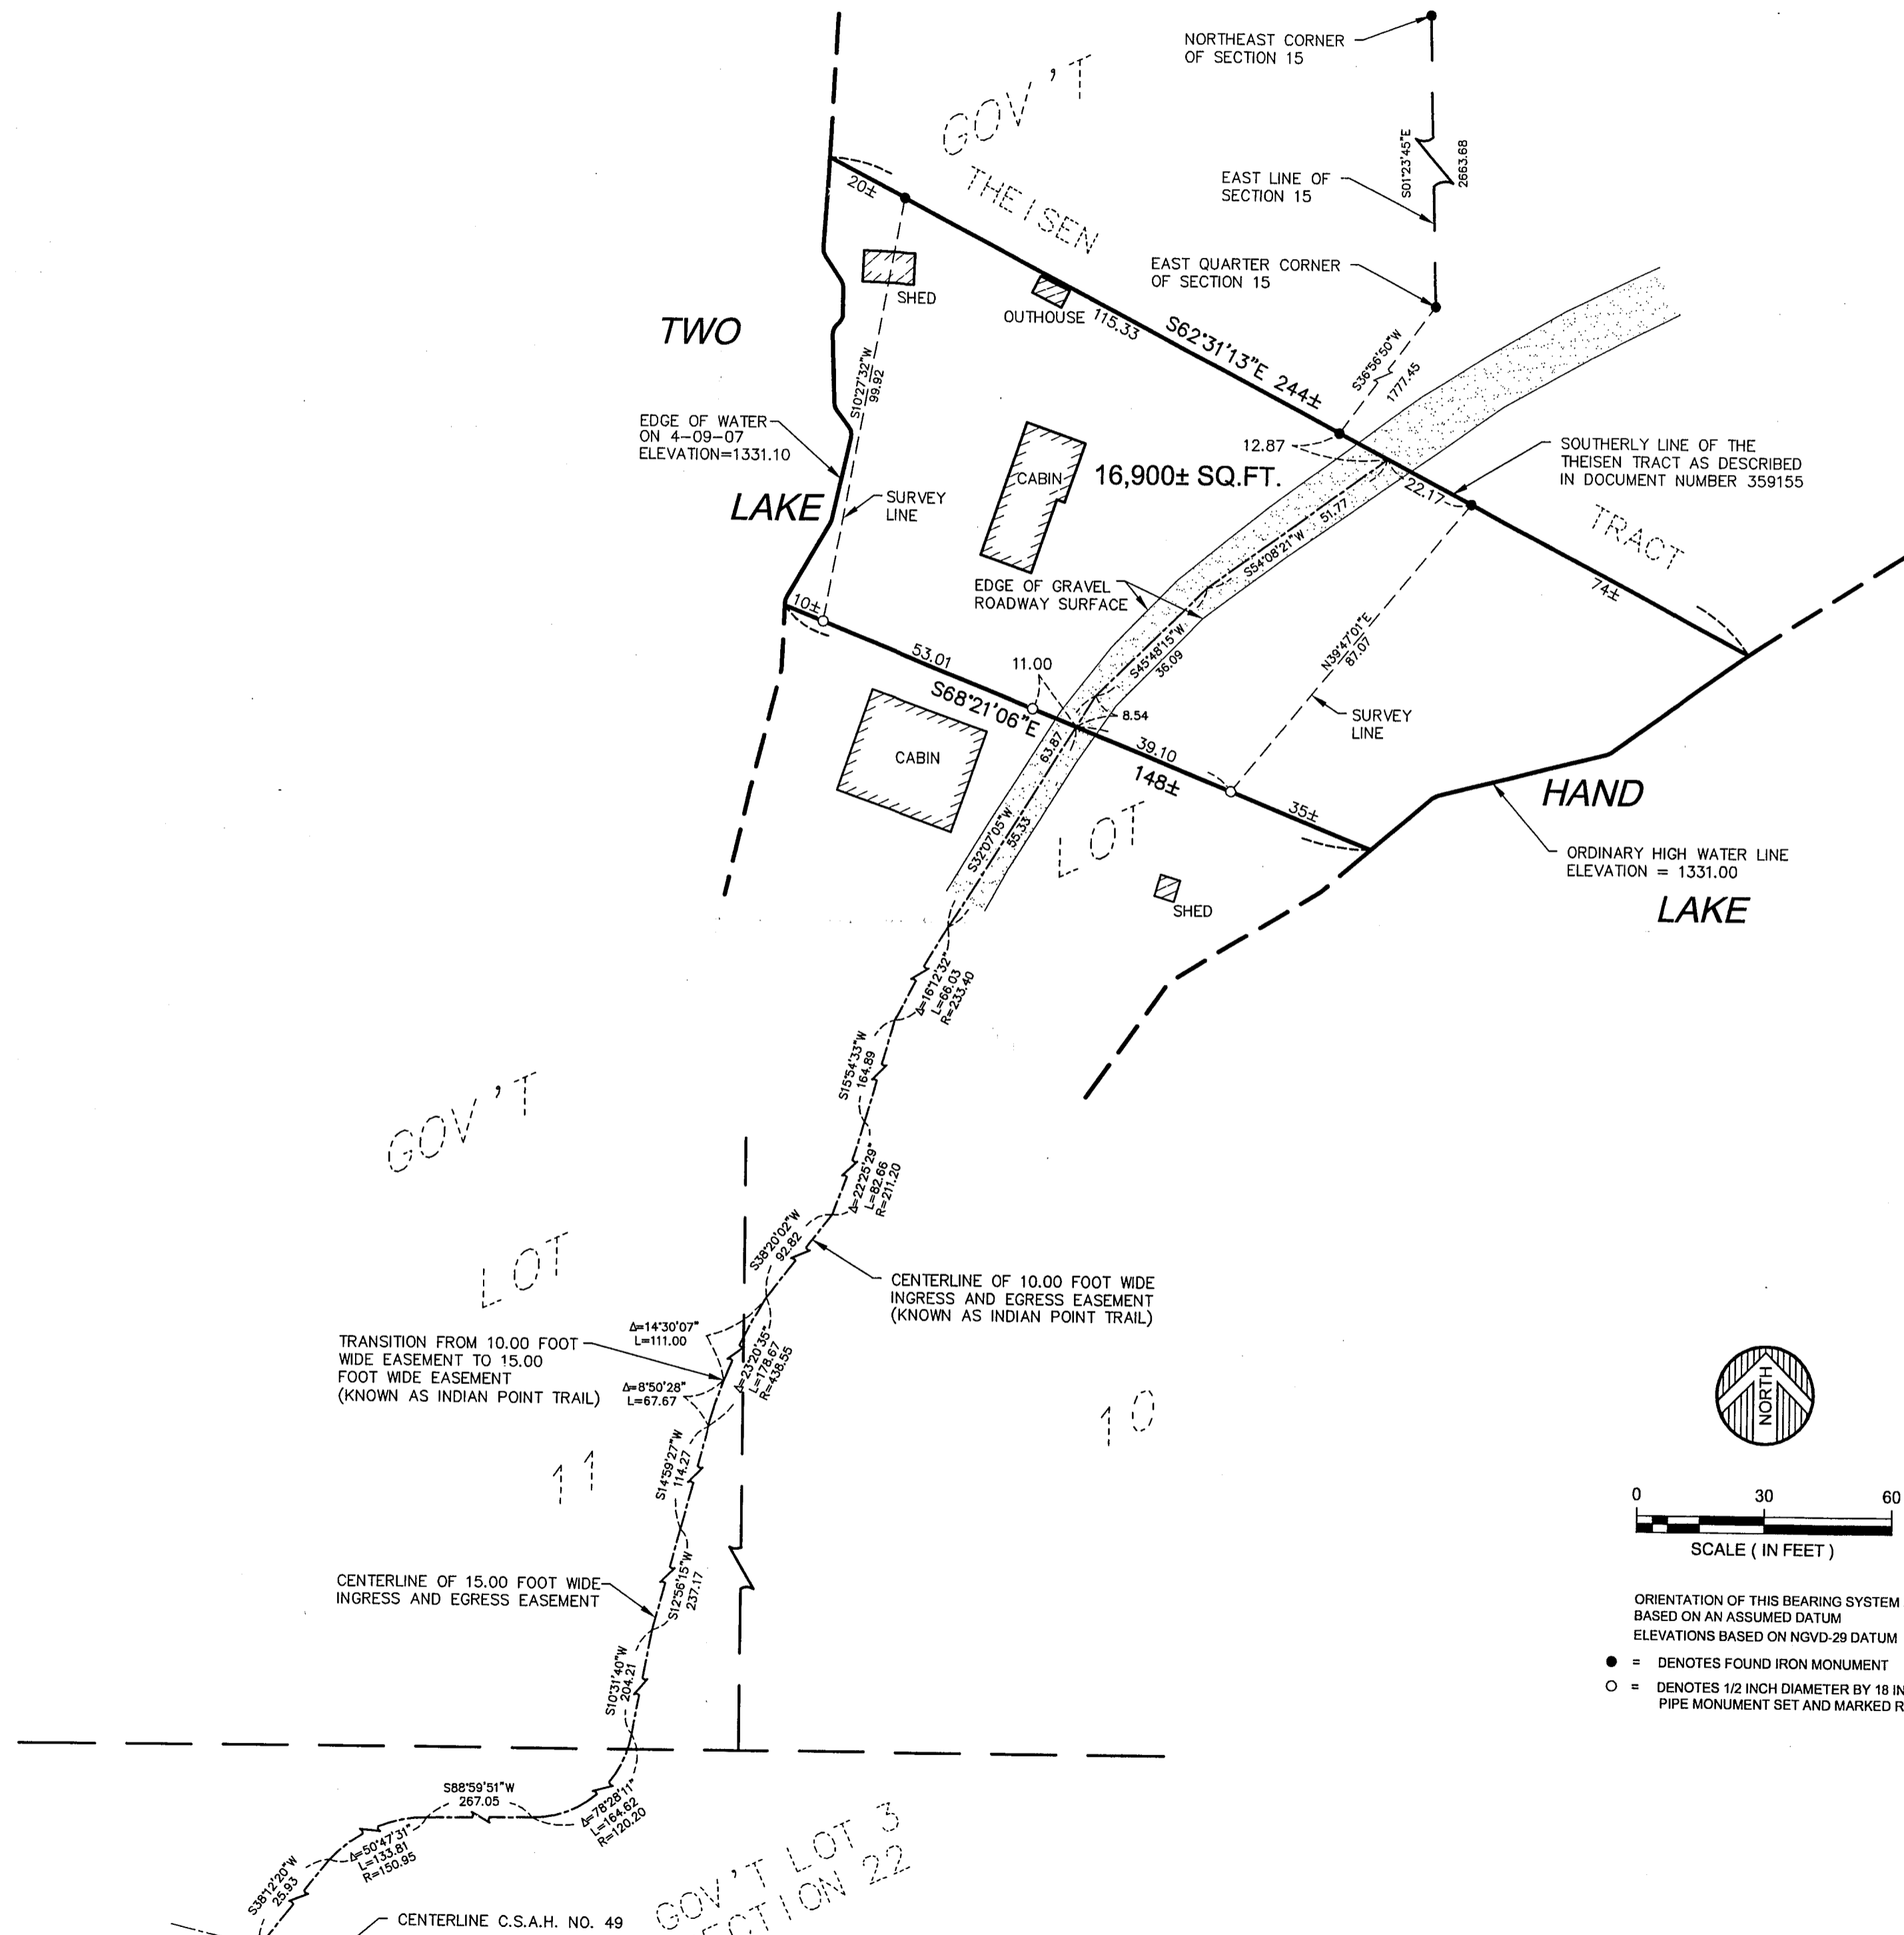 NORTHEAST CORNER
OF SECTION 15
GOV'T
THEISEN
S01°23'45"E
2663.68
EAST LINE OF
SECTION 15
20±
SHED
EAST QUARTER CORNER
OF SECTION 15
OUTHOUSE
115.33
S62°31'13"E 244±
TWO
S10°27'32"W
99.92
S36°56'50"W
1777.45
EDGE OF WATER
ON 4-09-07
ELEVATION=1331.10
12.87
SOUTHERLY LINE OF THE
THEISEN TRACT AS DESCRIBED
IN DOCUMENT NUMBER 359155
CABIN
16,900± SQ.FT.
22.17
LAKE
SURVEY
LINE
51.77
S54°08'21"W
TRACT
EDGE OF GRAVEL
ROADWAY SURFACE
74±
10±
53.01
11.00
S45°48'15"W
36.09
N39°47'01"E
87.07
S68°21'06"E
8.54
SURVEY
LINE
63.87
39.10
148±
CABIN
HAND
35±
S32°07'05"W
55.33
LOT
ORDINARY HIGH WATER LINE
ELEVATION = 1331.00
SHED
LAKE
Δ=16°12'32"
L=66.03
R=233.40
S15°54'33"W
164.89
GOV'T
Δ=22°25'29"
L=82.66
R=211.20
S38°20'02"W
92.82
LOT
CENTERLINE OF 10.00 FOOT WIDE
INGRESS AND EGRESS EASEMENT
(KNOWN AS INDIAN POINT TRAIL)
Δ=14°30'07"
L=111.00
TRANSITION FROM 10.00 FOOT
WIDE EASEMENT TO 15.00
FOOT WIDE EASEMENT
(KNOWN AS INDIAN POINT TRAIL)
Δ=23°20'35"
L=178.67
R=438.55
Δ=8°50'28"
L=67.67
10
NORTH
S14°59'27"W
114.27
11
0 30 60
SCALE ( IN FEET )
CENTERLINE OF 15.00 FOOT WIDE
INGRESS AND EGRESS EASEMENT
S12°56'15"W
237.17
ORIENTATION OF THIS BEARING SYSTEM
BASED ON AN ASSUMED DATUM
ELEVATIONS BASED ON NGVD-29 DATUM
= DENOTES FOUND IRON MONUMENT
= DENOTES 1/2 INCH DIAMETER BY 18 IN
PIPE MONUMENT SET AND MARKED R
S10°31'40"W
204.21
S88°59'51"W
267.05
Δ=78°28'11"
L=164.62
R=120.20
Δ=50°47'31"
L=133.81
R=150.95
S38°12'20"W
25.93
GOV'T LOT 3
ECTION 22
CENTERLINE C.S.A.H. NO. 49